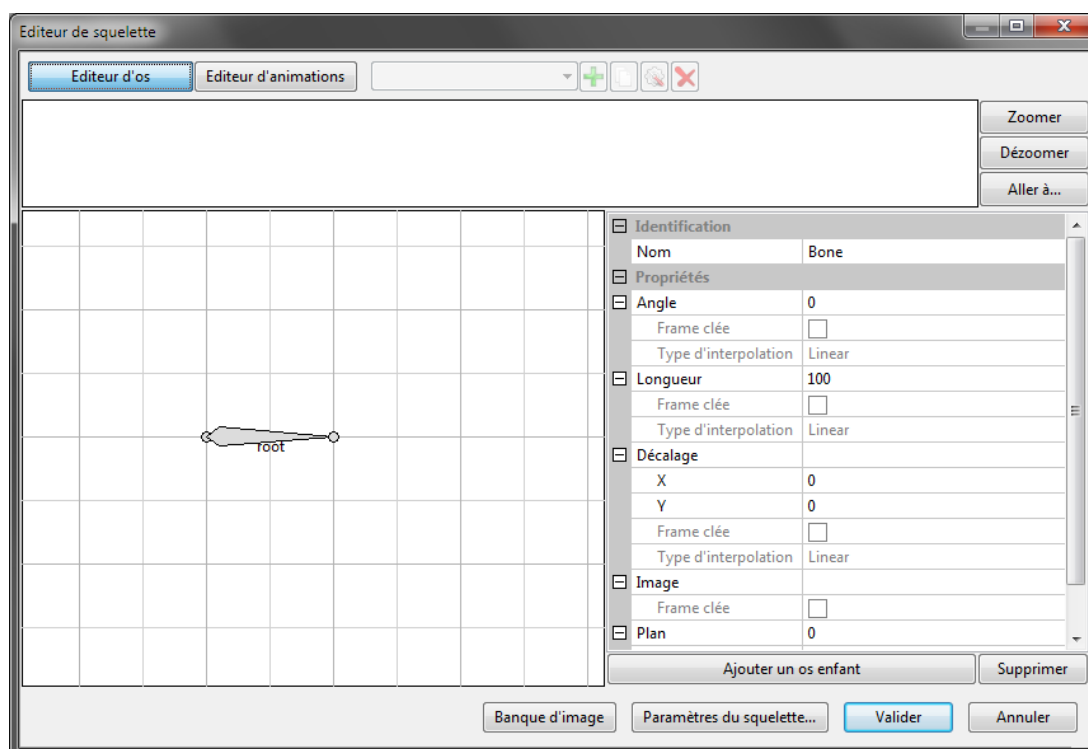 Editeur de squelette
Editeur d'os Editeur d'animations
Zoomer
Dézoomer
Aller à...
Identification
Nom Bone
Propriétés
Angle 0
Frame clée
Type d'interpolation Linear
Longueur 100
Frame clée
Type d'interpolation Linear
Décalage
X 0
Y 0
Frame clée
Type d'interpolation Linear
Image
Frame clée
Plan 0
root
Ajouter un os enfant Supprimer
Banque d'image Paramètres du squelette... Valider Annuler